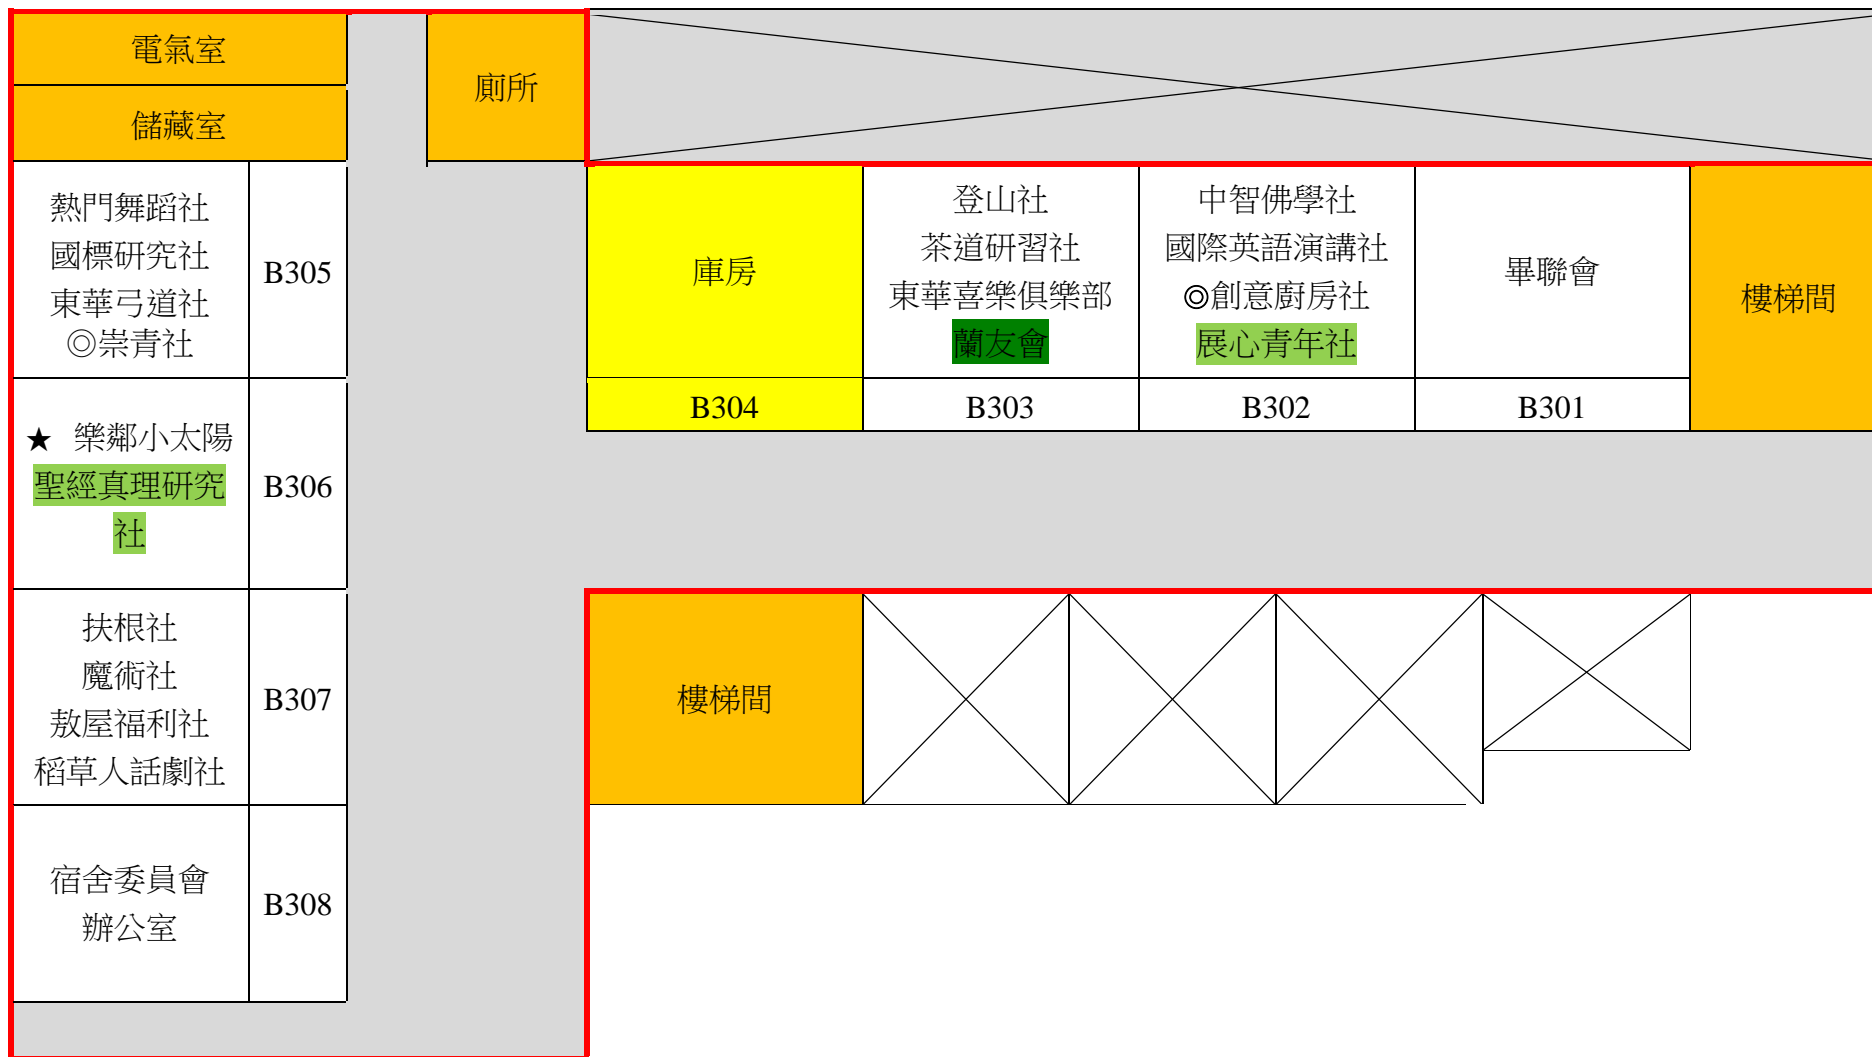 電氣室
儲藏室
廁所
熱門舞蹈社
國標研究社
東華弓道社
◎崇青社
B305
庫房
B304
登山社
茶道研習社
東華喜樂俱樂部
蘭友會
B303
中智佛學社
國際英語演講社
◎創意廚房社
展心青年社
B302
畢聯會
B301
樓梯間
★ 樂鄰小太陽
聖經真理研究
社
B306
扶根社
魔術社
敖屋福利社
稻草人話劇社
B307
樓梯間
宿舍委員會
辦公室
B308